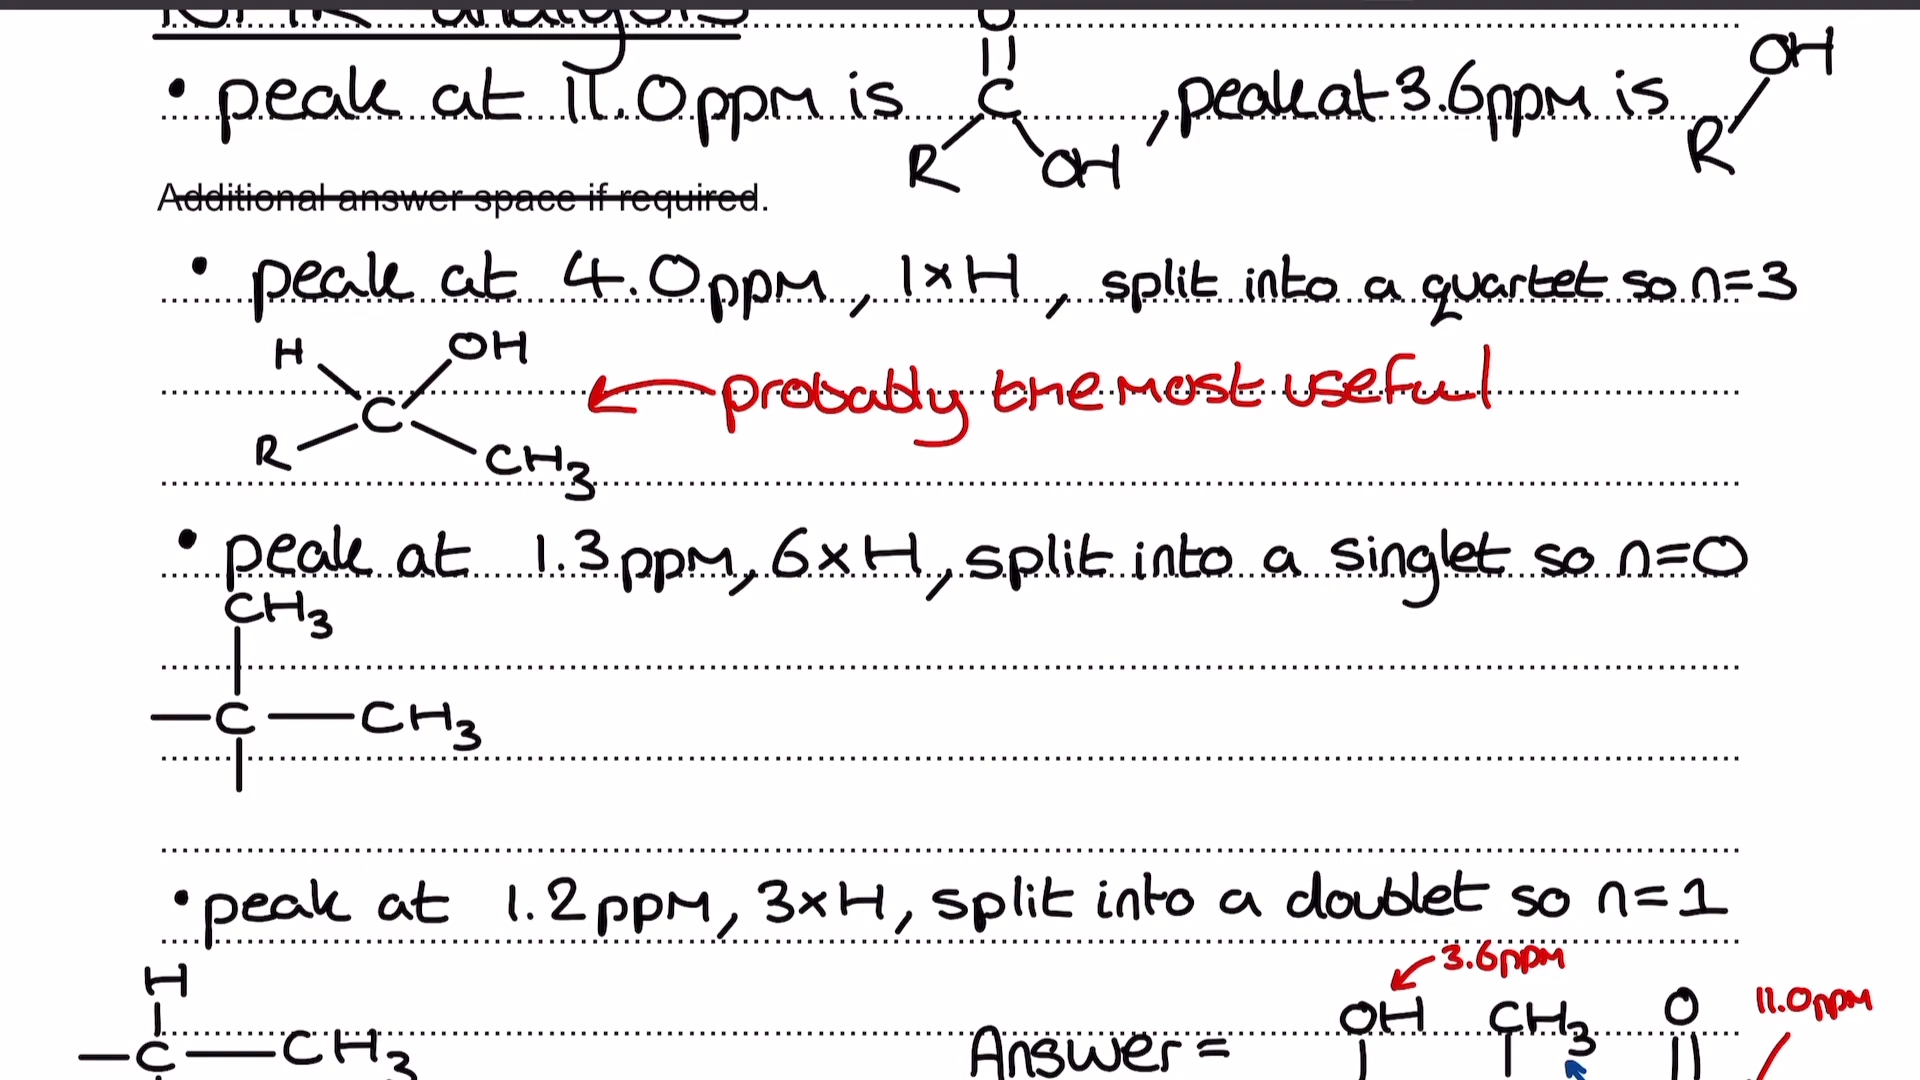 NMR analysis
• peak at 11.0ppm is R C O OH , peak at 3.6ppm is R OH
Additional answer space if required.
• peak at 4.0ppm, 1×H, split into a quartet so n=3
H OH
← probably the most useful
C
R CH3
• peak at 1.3ppm, 6×H, split into a singlet so n=0
CH3
—C—CH3
• peak at 1.2ppm, 3×H, split into a doublet so n=1
3.6ppm
H
11.0ppm
OH CH3 O
Answer =
—C—CH3